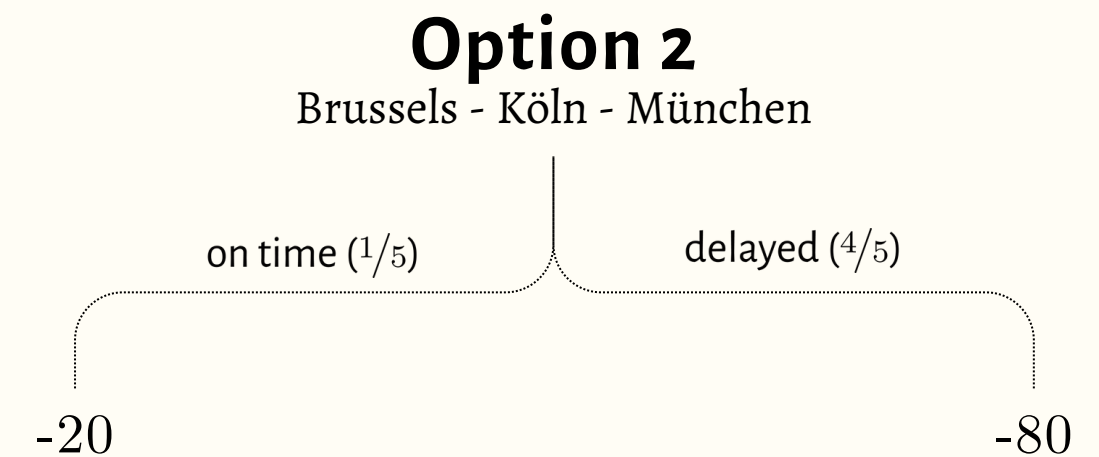 Option 2
Brussels - Köln - München
on time (1/5)
delayed (4/5)
-20
-80